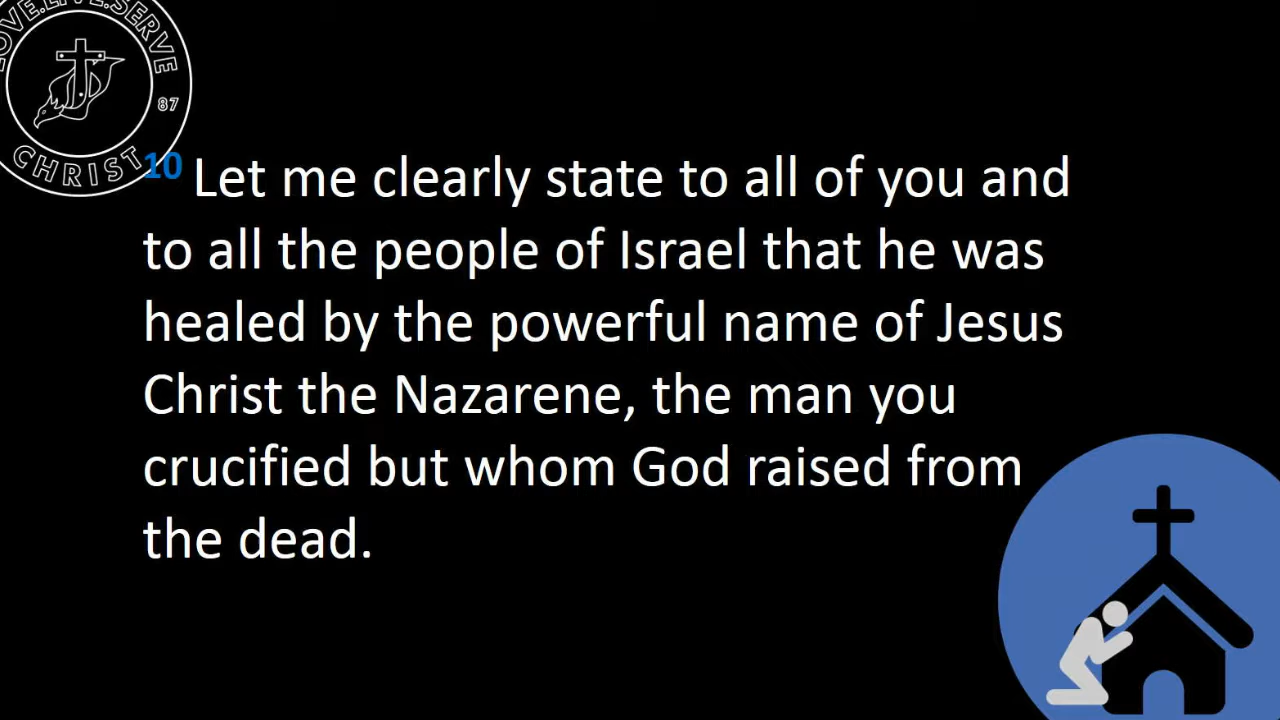 LOVE.LIVE.SERVE
87
CHRIST
10 Let me clearly state to all of you and
to all the people of Israel that he was
healed by the powerful name of Jesus
Christ the Nazarene, the man you
crucified but whom God raised from
the dead.